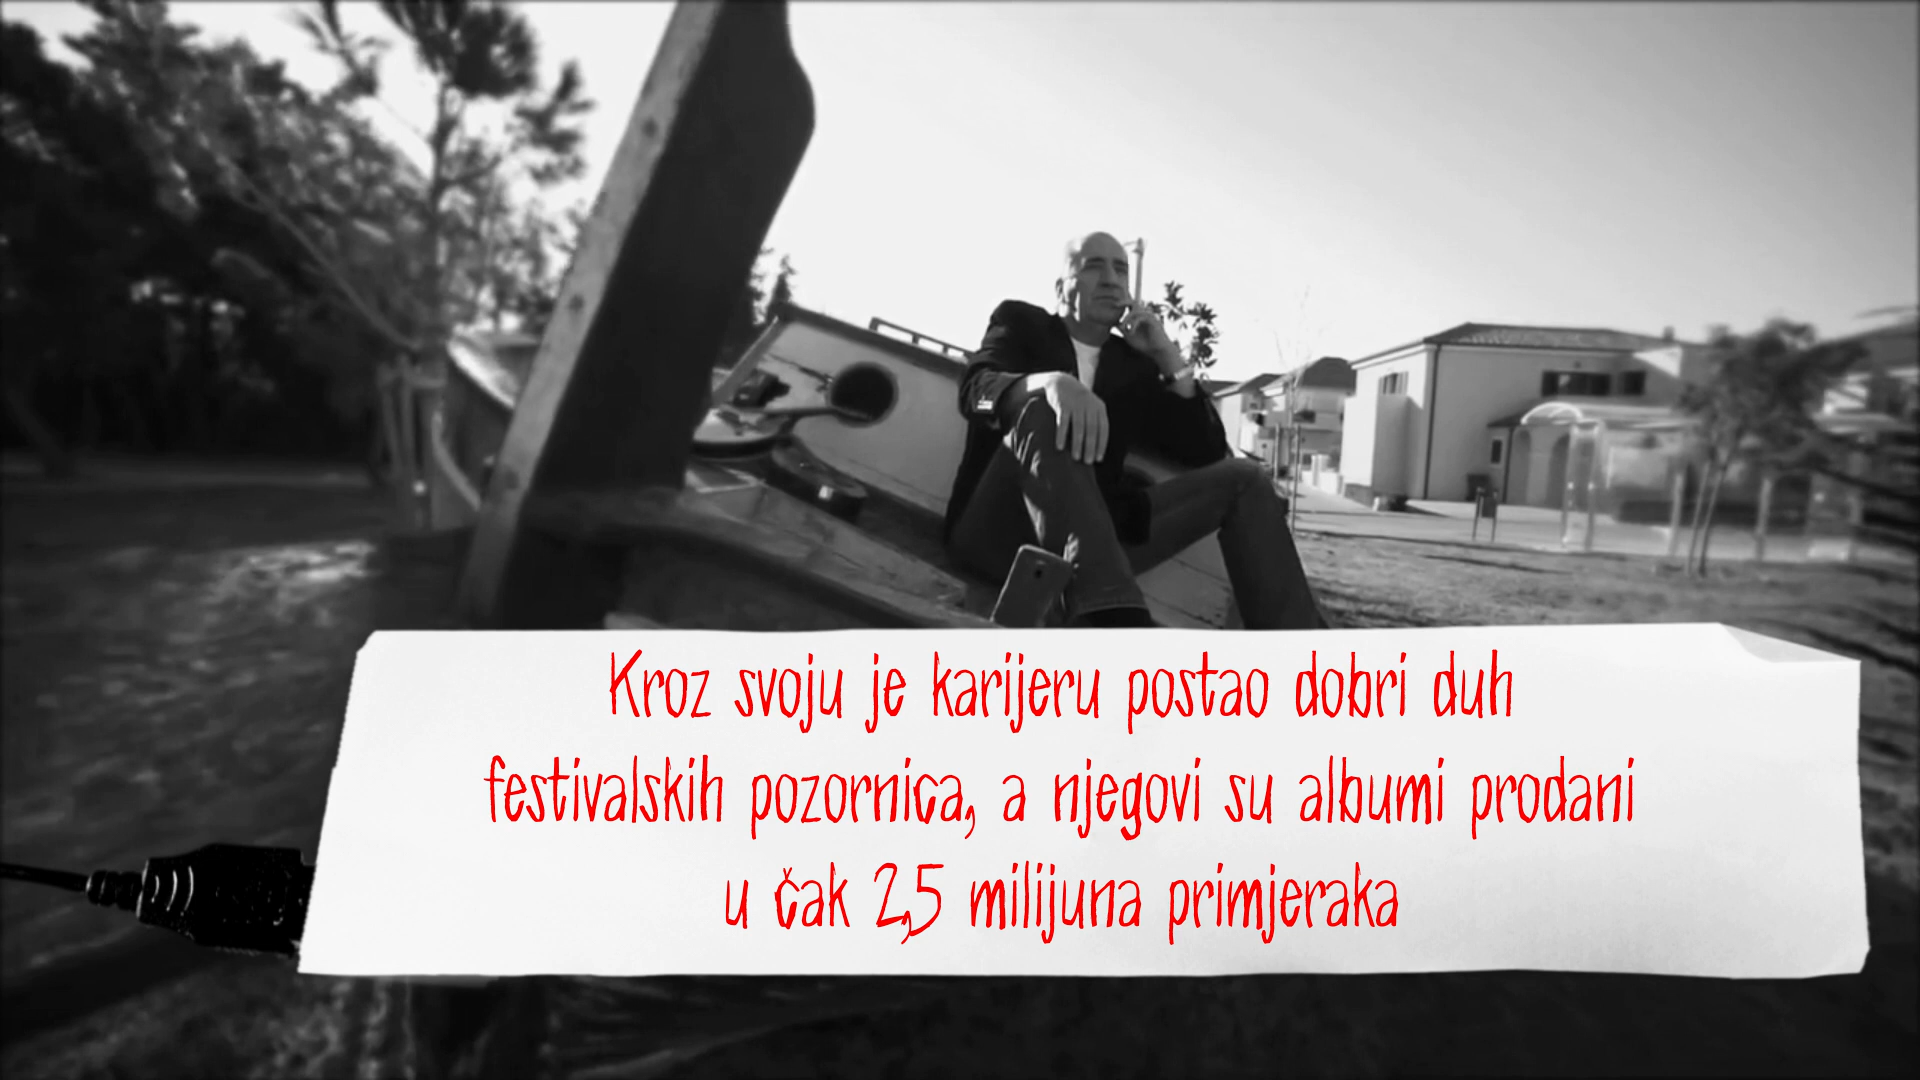 Kroz svoju je karijeru postao dobri duh
festivalskih pozornica, a njegovi su albumi prodani
u čak 2,5 milijuna primjeraka